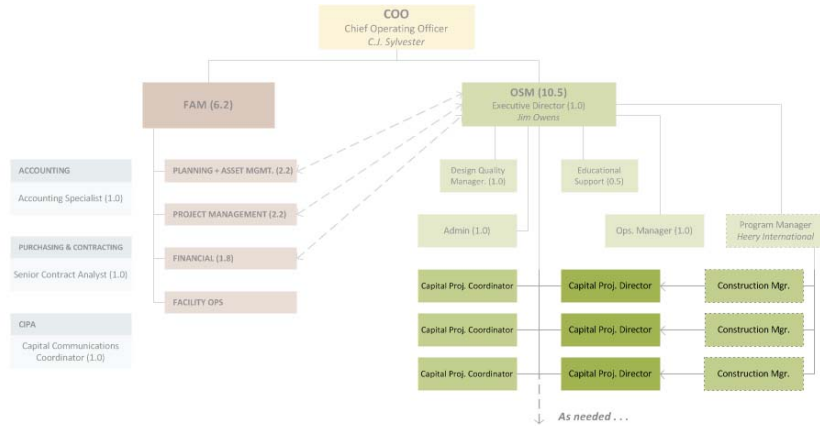 COO
Chief Operating Officer
C.J. Sylvester
FAM (6.2)
OSM (10.5)
Executive Director (1.0)
Jim Owens
ACCOUNTING
Accounting Specialist (1.0)
PURCHASING & CONTRACTING
Senior Contract Analyst (1.0)
CIPA
Capital Communications
Coordinator (1.0)
PLANNING + ASSET MGMT. (2.2)
PROJECT MANAGEMENT (2.2)
FINANCIAL (1.8)
FACILITY OPS
Design Quality
Manager. (1.0)
Educational
Support (0.5)
Admin (1.0)
Ops. Manager (1.0)
Program Manager
Heery International
Capital Proj. Coordinator
Capital Proj. Director
Construction Mgr.
Capital Proj. Coordinator
Capital Proj. Director
Construction Mgr.
Capital Proj. Coordinator
Capital Proj. Director
Construction Mgr.
As needed . . .